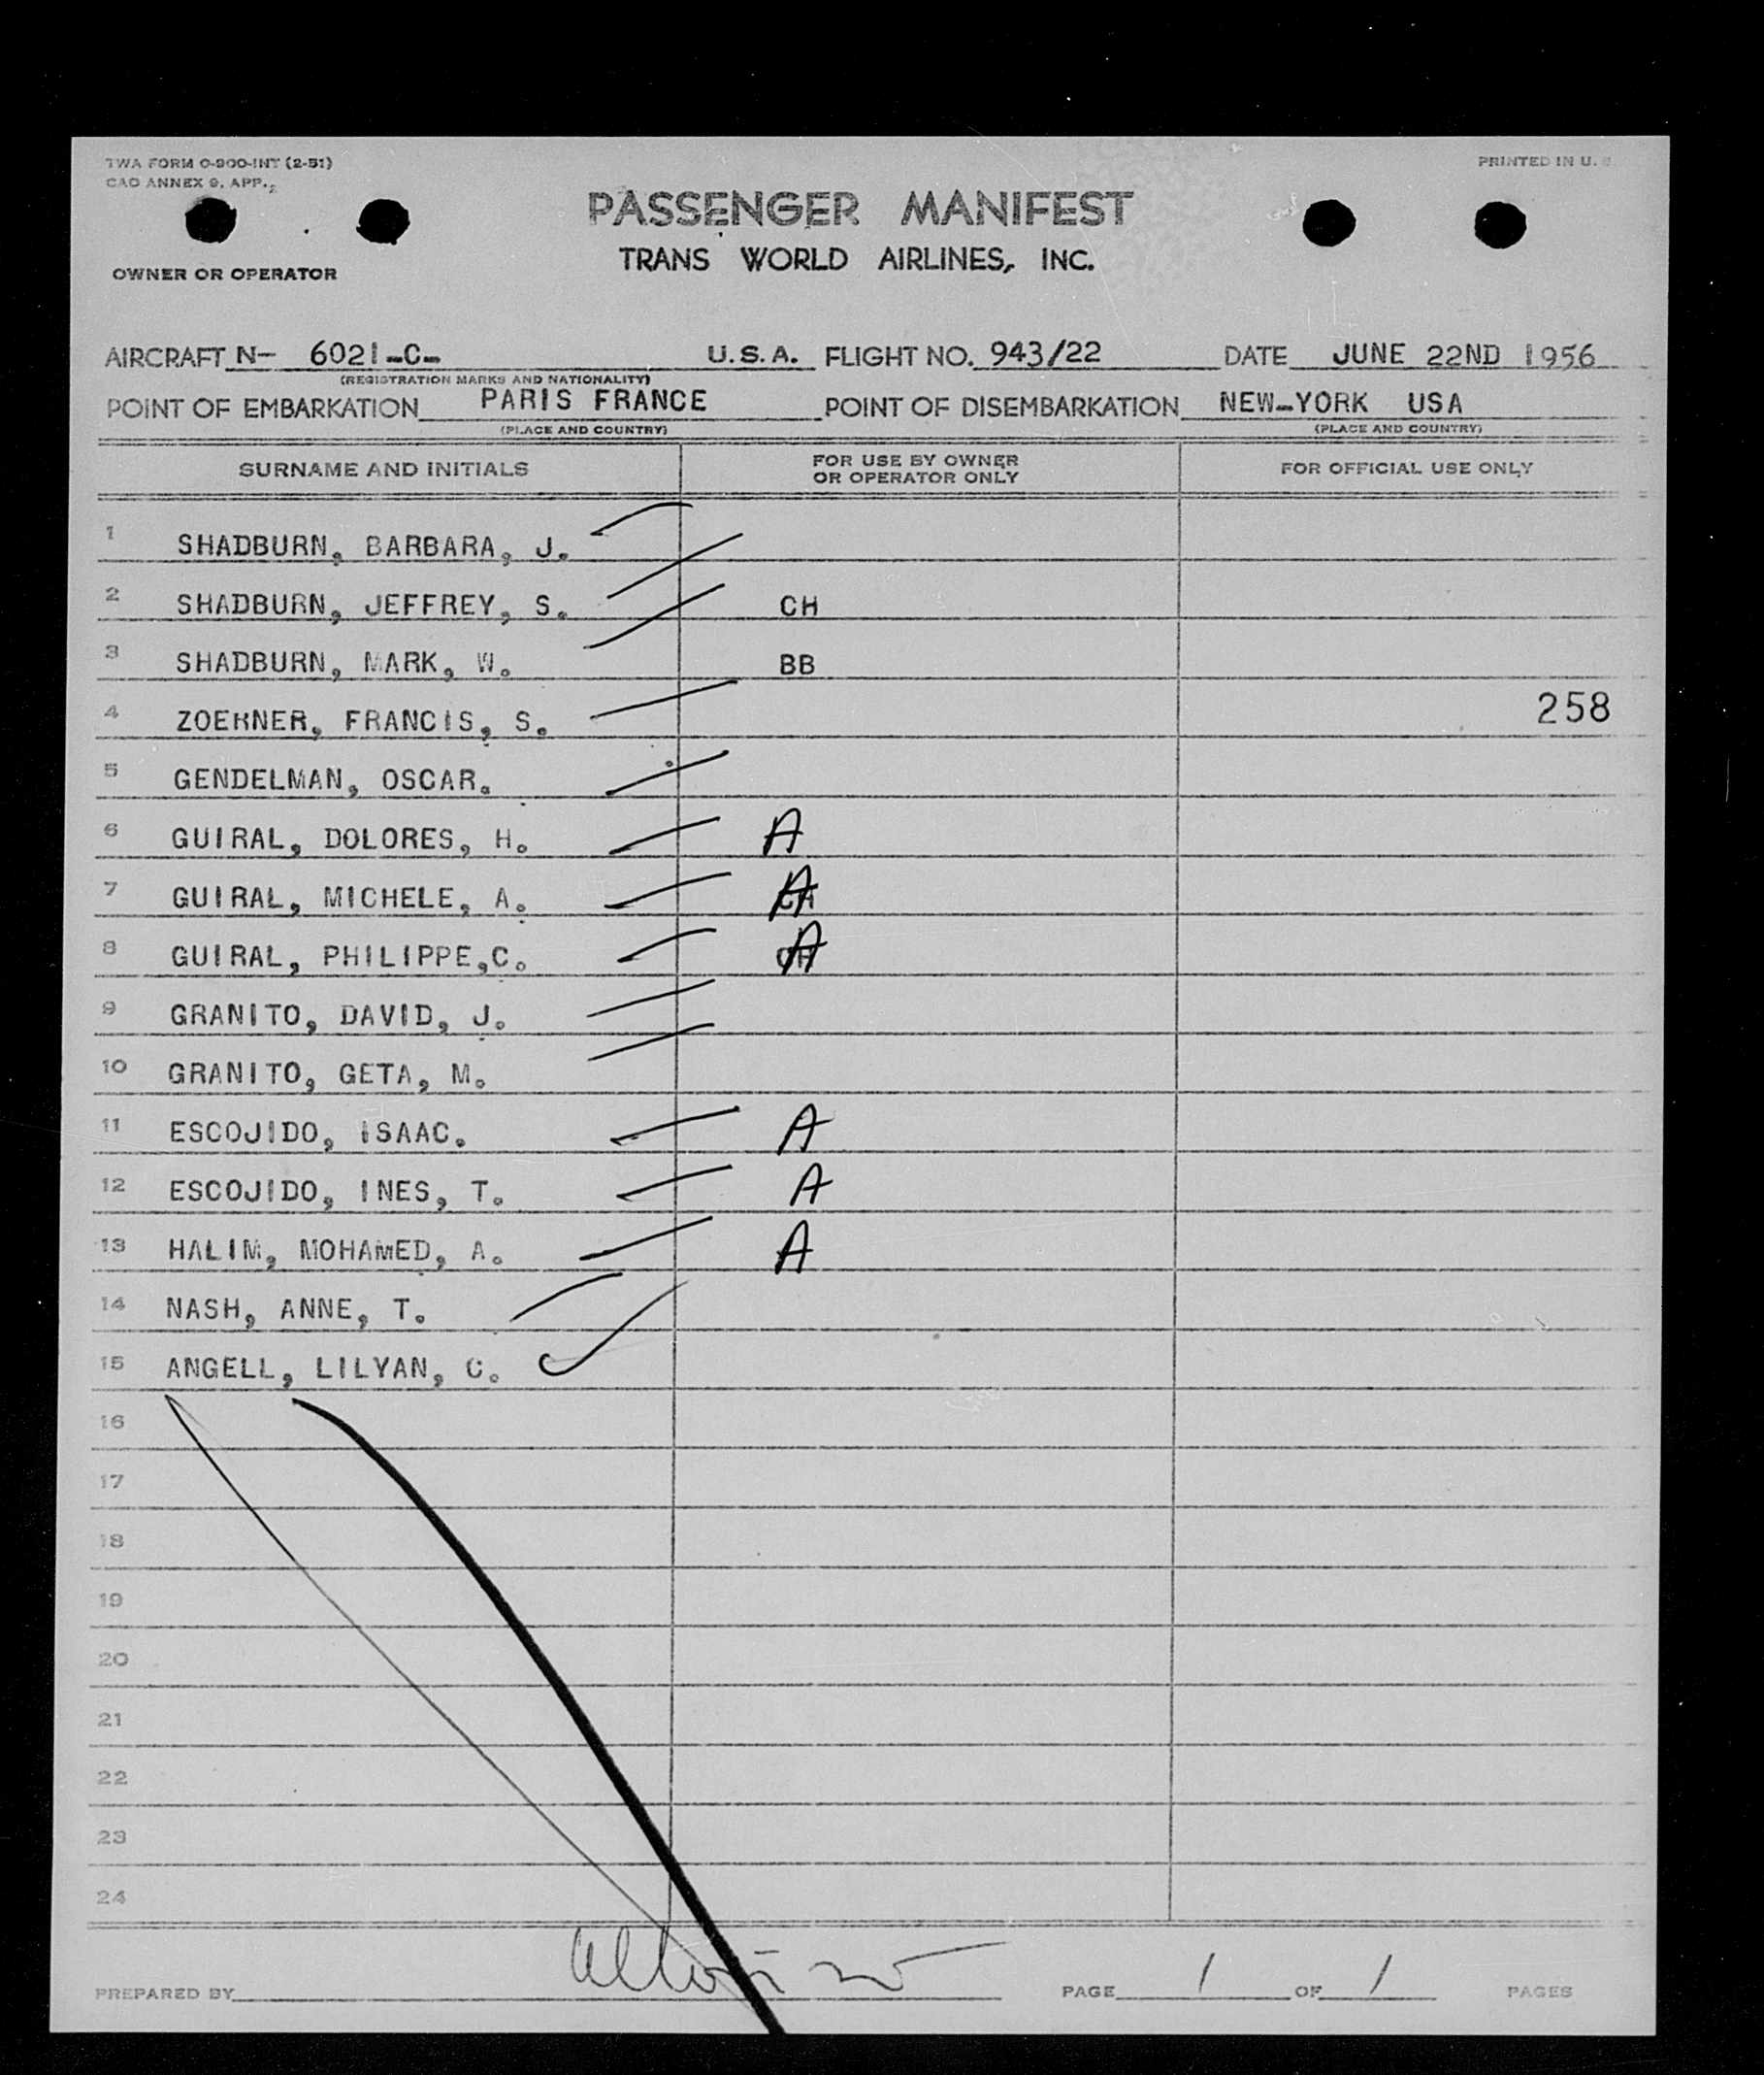 TWA FORM O-900-INT (2-51)
PRINTED IN U.
CAO ANNEX 9, APP. 2
PASSENGER MANIFEST
TRANS WORLD AIRLINES, INC.
OWNER OR OPERATOR
AIRCRAFT N- 6021-C- U.S.A. FLIGHT NO. 943/22 DATE JUNE 22ND 1956
(REGISTRATION MARKS AND NATIONALITY)
POINT OF EMBARKATION PARIS FRANCE POINT OF DISEMBARKATION NEW-YORK USA
(PLACE AND COUNTRY) (PLACE AND COUNTRY)
SURNAME AND INITIALS FOR USE BY OWNER OR OPERATOR ONLY FOR OFFICIAL USE ONLY
1 SHADBURN, BARBARA, J.
2 SHADBURN, JEFFREY, S. CH
3 SHADBURN, MARK, W. BB
4 ZOEHNER, FRANCIS, S. 258
5 GENDELMAN, OSCAR.
6 GUIRAL, DOLORES, H. A
7 GUIRAL, MICHELE, A. CH A
8 GUIRAL, PHILIPPE,C. CH A
9 GRANITO, DAVID, J.
10 GRANITO, GETA, M.
11 ESCOJIDO, ISAAC. A
12 ESCOJIDO, INES, T. A
13 HALIM, MOHAMED, A. A
14 NASH, ANNE, T.
15 ANGELL, LILYAN, C.
16
17
18
19
20
21
22
23
24
PREPARED BY PAGE 1 OF 1 PAGES